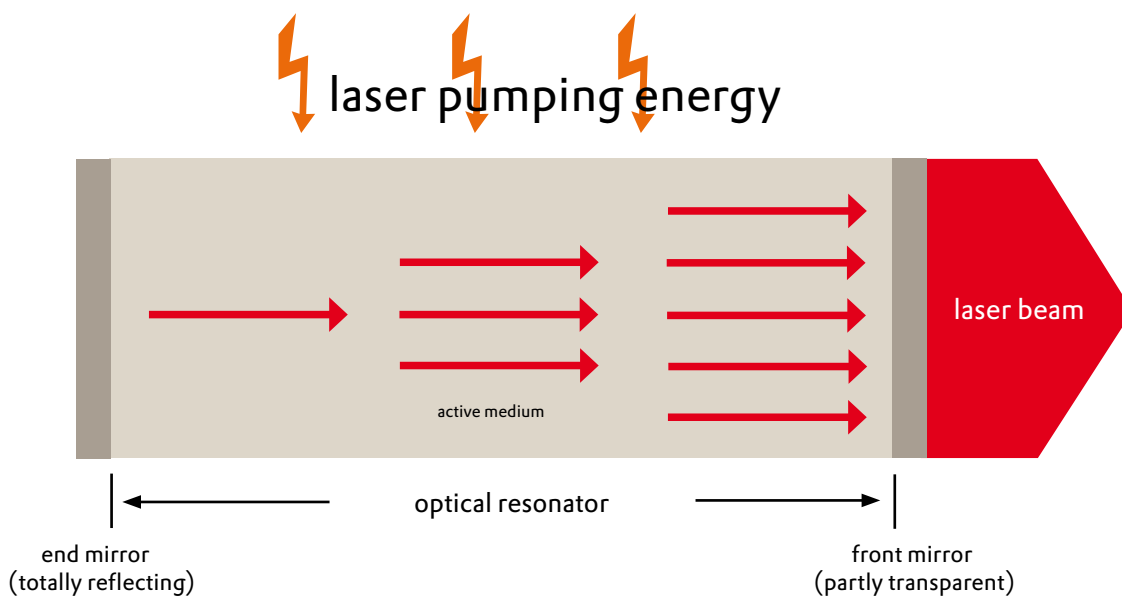 laser pumping energy
laser beam
active medium
optical resonator
end mirror
(totally reflecting)
front mirror
(partly transparent)